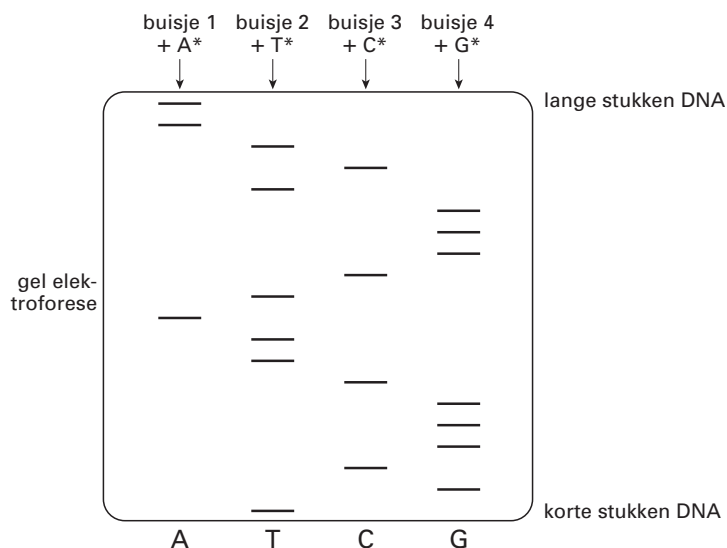 buisje 1 buisje 2 buisje 3 buisje 4
+ A* + T* + C* + G*
lange stukken DNA
gel elek-
troforese
korte stukken DNA
A T C G